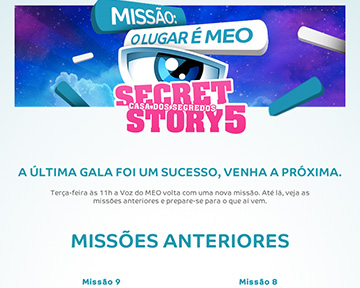 MISSÃO:
O LUGAR É MEO
SECRET
CASA DOS SEGREDOS
STORY5
A ÚLTIMA GALA FOI UM SUCESSO, VENHA A PRÓXIMA.
Terça-feira às 11h a Voz do MEO volta com uma nova missão. Até lá, veja as
missões anteriores e prepare-se para o que aí vem.
MISSÕES ANTERIORES
Missão 9 Missão 8